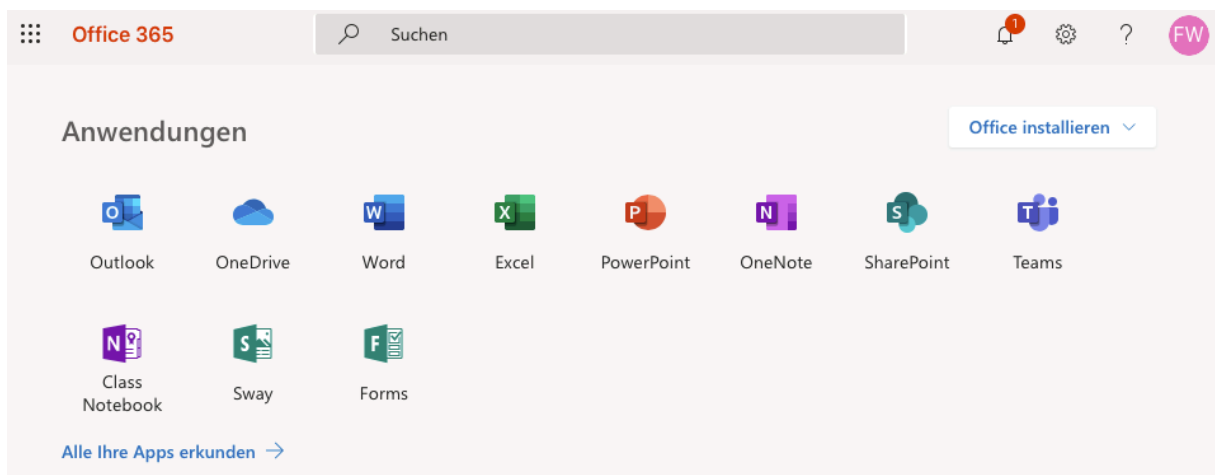 Office 365 Suchen 1 ? FW
Anwendungen Office installieren
O W X P N S T
Outlook OneDrive Word Excel PowerPoint OneNote SharePoint Teams
N S F
Class
Notebook Sway Forms
Alle Ihre Apps erkunden →